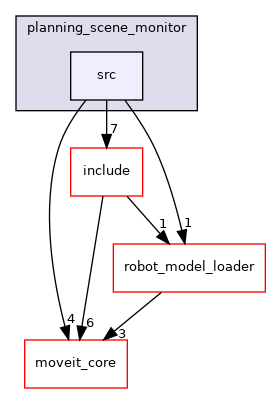 planning_scene_monitor
src
7
include
1
1
robot_model_loader
4
6
3
moveit_core